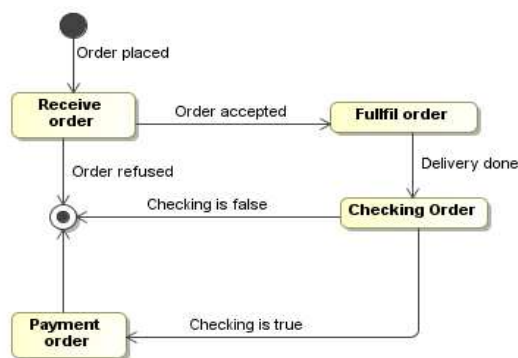 Order placed
Receive
order
Order accepted
Fullfil order
Order refused
Delivery done
Checking is false
Checking Order
Checking is true
Payment
order